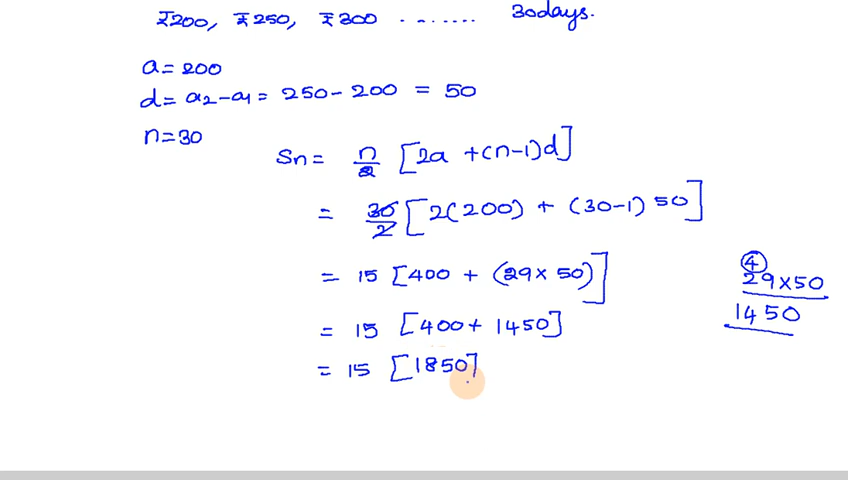 ₹200, ₹250, ₹300 ........ 30days.
a=200
d= a2-a1 = 250-200 = 50
n=30
Sn= n/2 [2a +(n-1)d]
= 30/2 [2(200) + (30-1) 50]
= 15 [400 + (29×50)]
④
29×50
1450
= 15 [400+ 1450]
= 15 [1850]